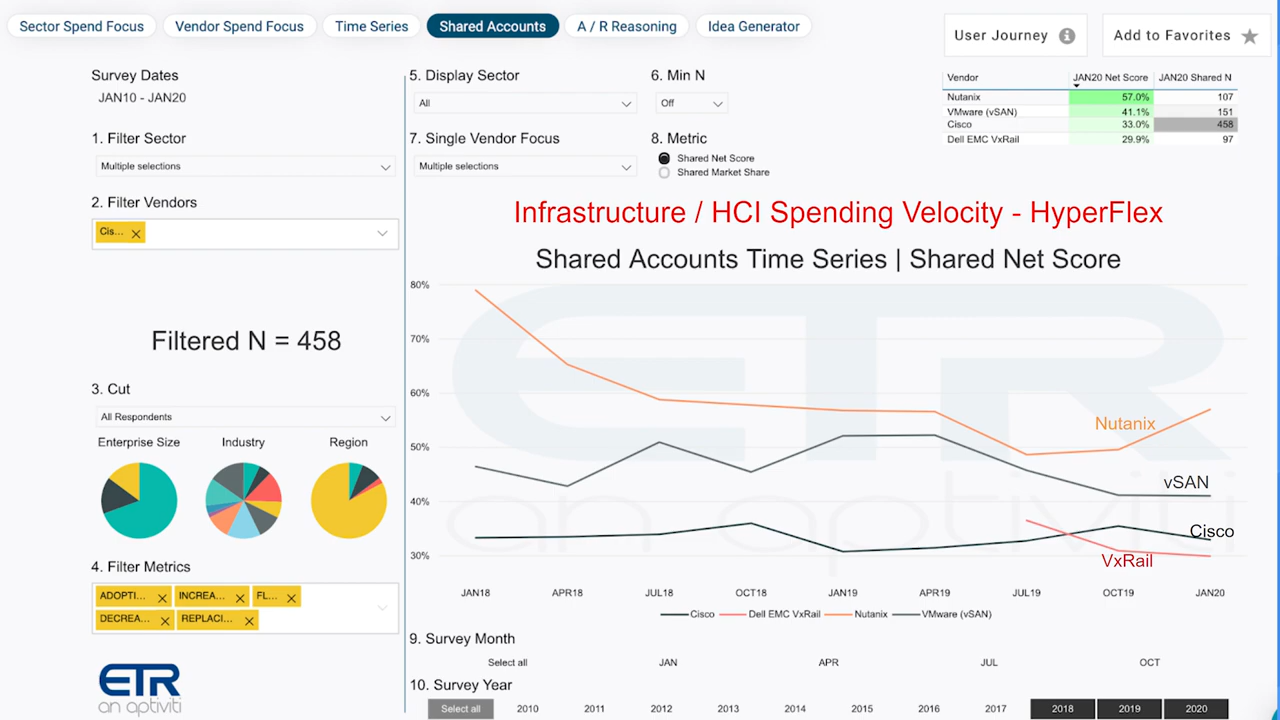 Sector Spend Focus Vendor Spend Focus Time Series Shared Accounts A / R Reasoning Idea Generator
User Journey Add to Favorites
Survey Dates
JAN10 - JAN20
1. Filter Sector
Multiple selections
2. Filter Vendors
Cis...
Filtered N = 458
3. Cut
All Respondents
Enterprise Size Industry Region
4. Filter Metrics
ADOPTI... INCREA... FL...
DECREA... REPLACI...
ETR
an aptiviti
5. Display Sector
All
6. Min N
Off
7. Single Vendor Focus
Multiple selections
8. Metric
Shared Net Score
Shared Market Share
Vendor JAN20 Net Score JAN20 Shared N
Nutanix 57.0% 107
VMware (vSAN) 41.1% 151
Cisco 33.0% 458
Dell EMC VxRail 29.9% 97
Infrastructure / HCI Spending Velocity - HyperFlex
Shared Accounts Time Series | Shared Net Score
80%
70%
60%
50%
40%
30%
ETR
an aptiviti
Nutanix
vSAN
Cisco
VxRail
JAN18 APR18 JUL18 OCT18 JAN19 APR19 JUL19 OCT19 JAN20
Cisco Dell EMC VxRail Nutanix VMware (vSAN)
9. Survey Month
Select all JAN APR JUL OCT
10. Survey Year
Select all 2010 2011 2012 2013 2014 2015 2016 2017 2018 2019 2020